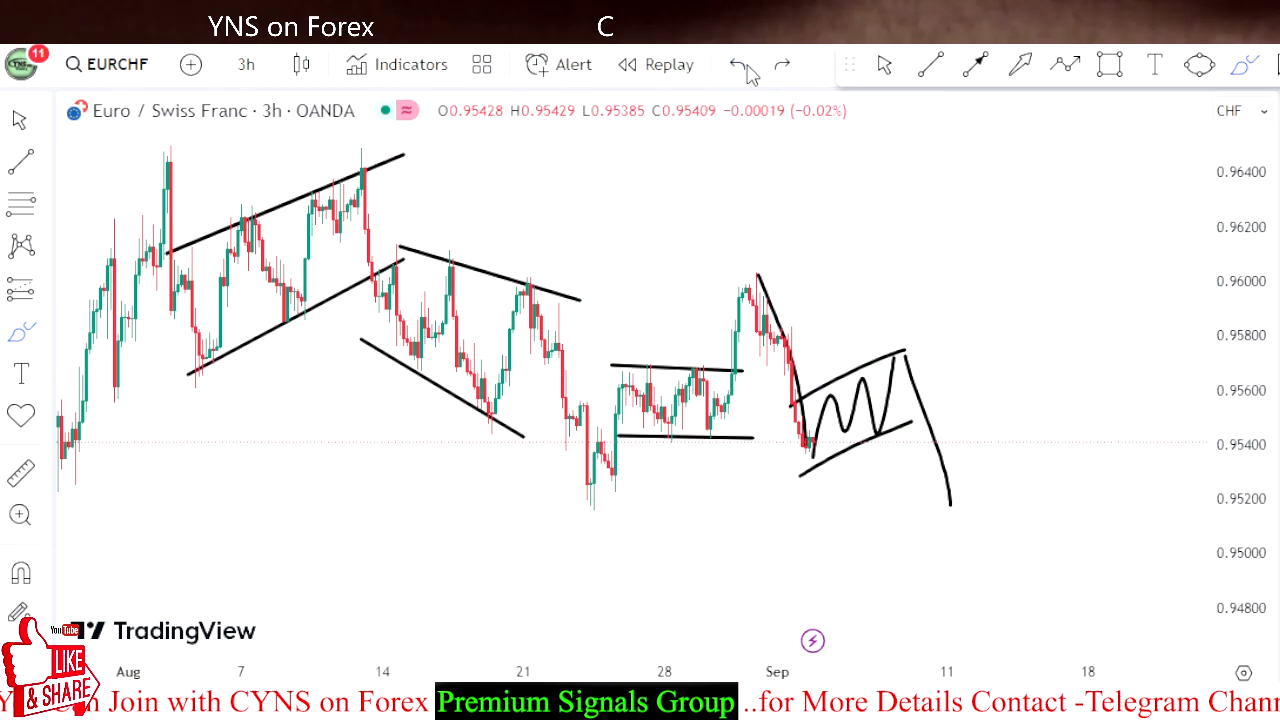 YNS on Forex C
11 EURCHF 3h Indicators Alert Replay
Euro / Swiss Franc · 3h · OANDA O0.95428 H0.95429 L0.95385 C0.95409 −0.00019 (−0.02%) CHF
0.96400
0.96200
0.96000
0.95800
0.95600
0.95400
0.95200
0.95000
0.94800
TradingView
YouTube
LIKE
& SHARE
Aug 7 14 21 28 Sep 11 18
Join with CYNS on Forex Premium Signals Group ..for More Details Contact -Telegram Chan